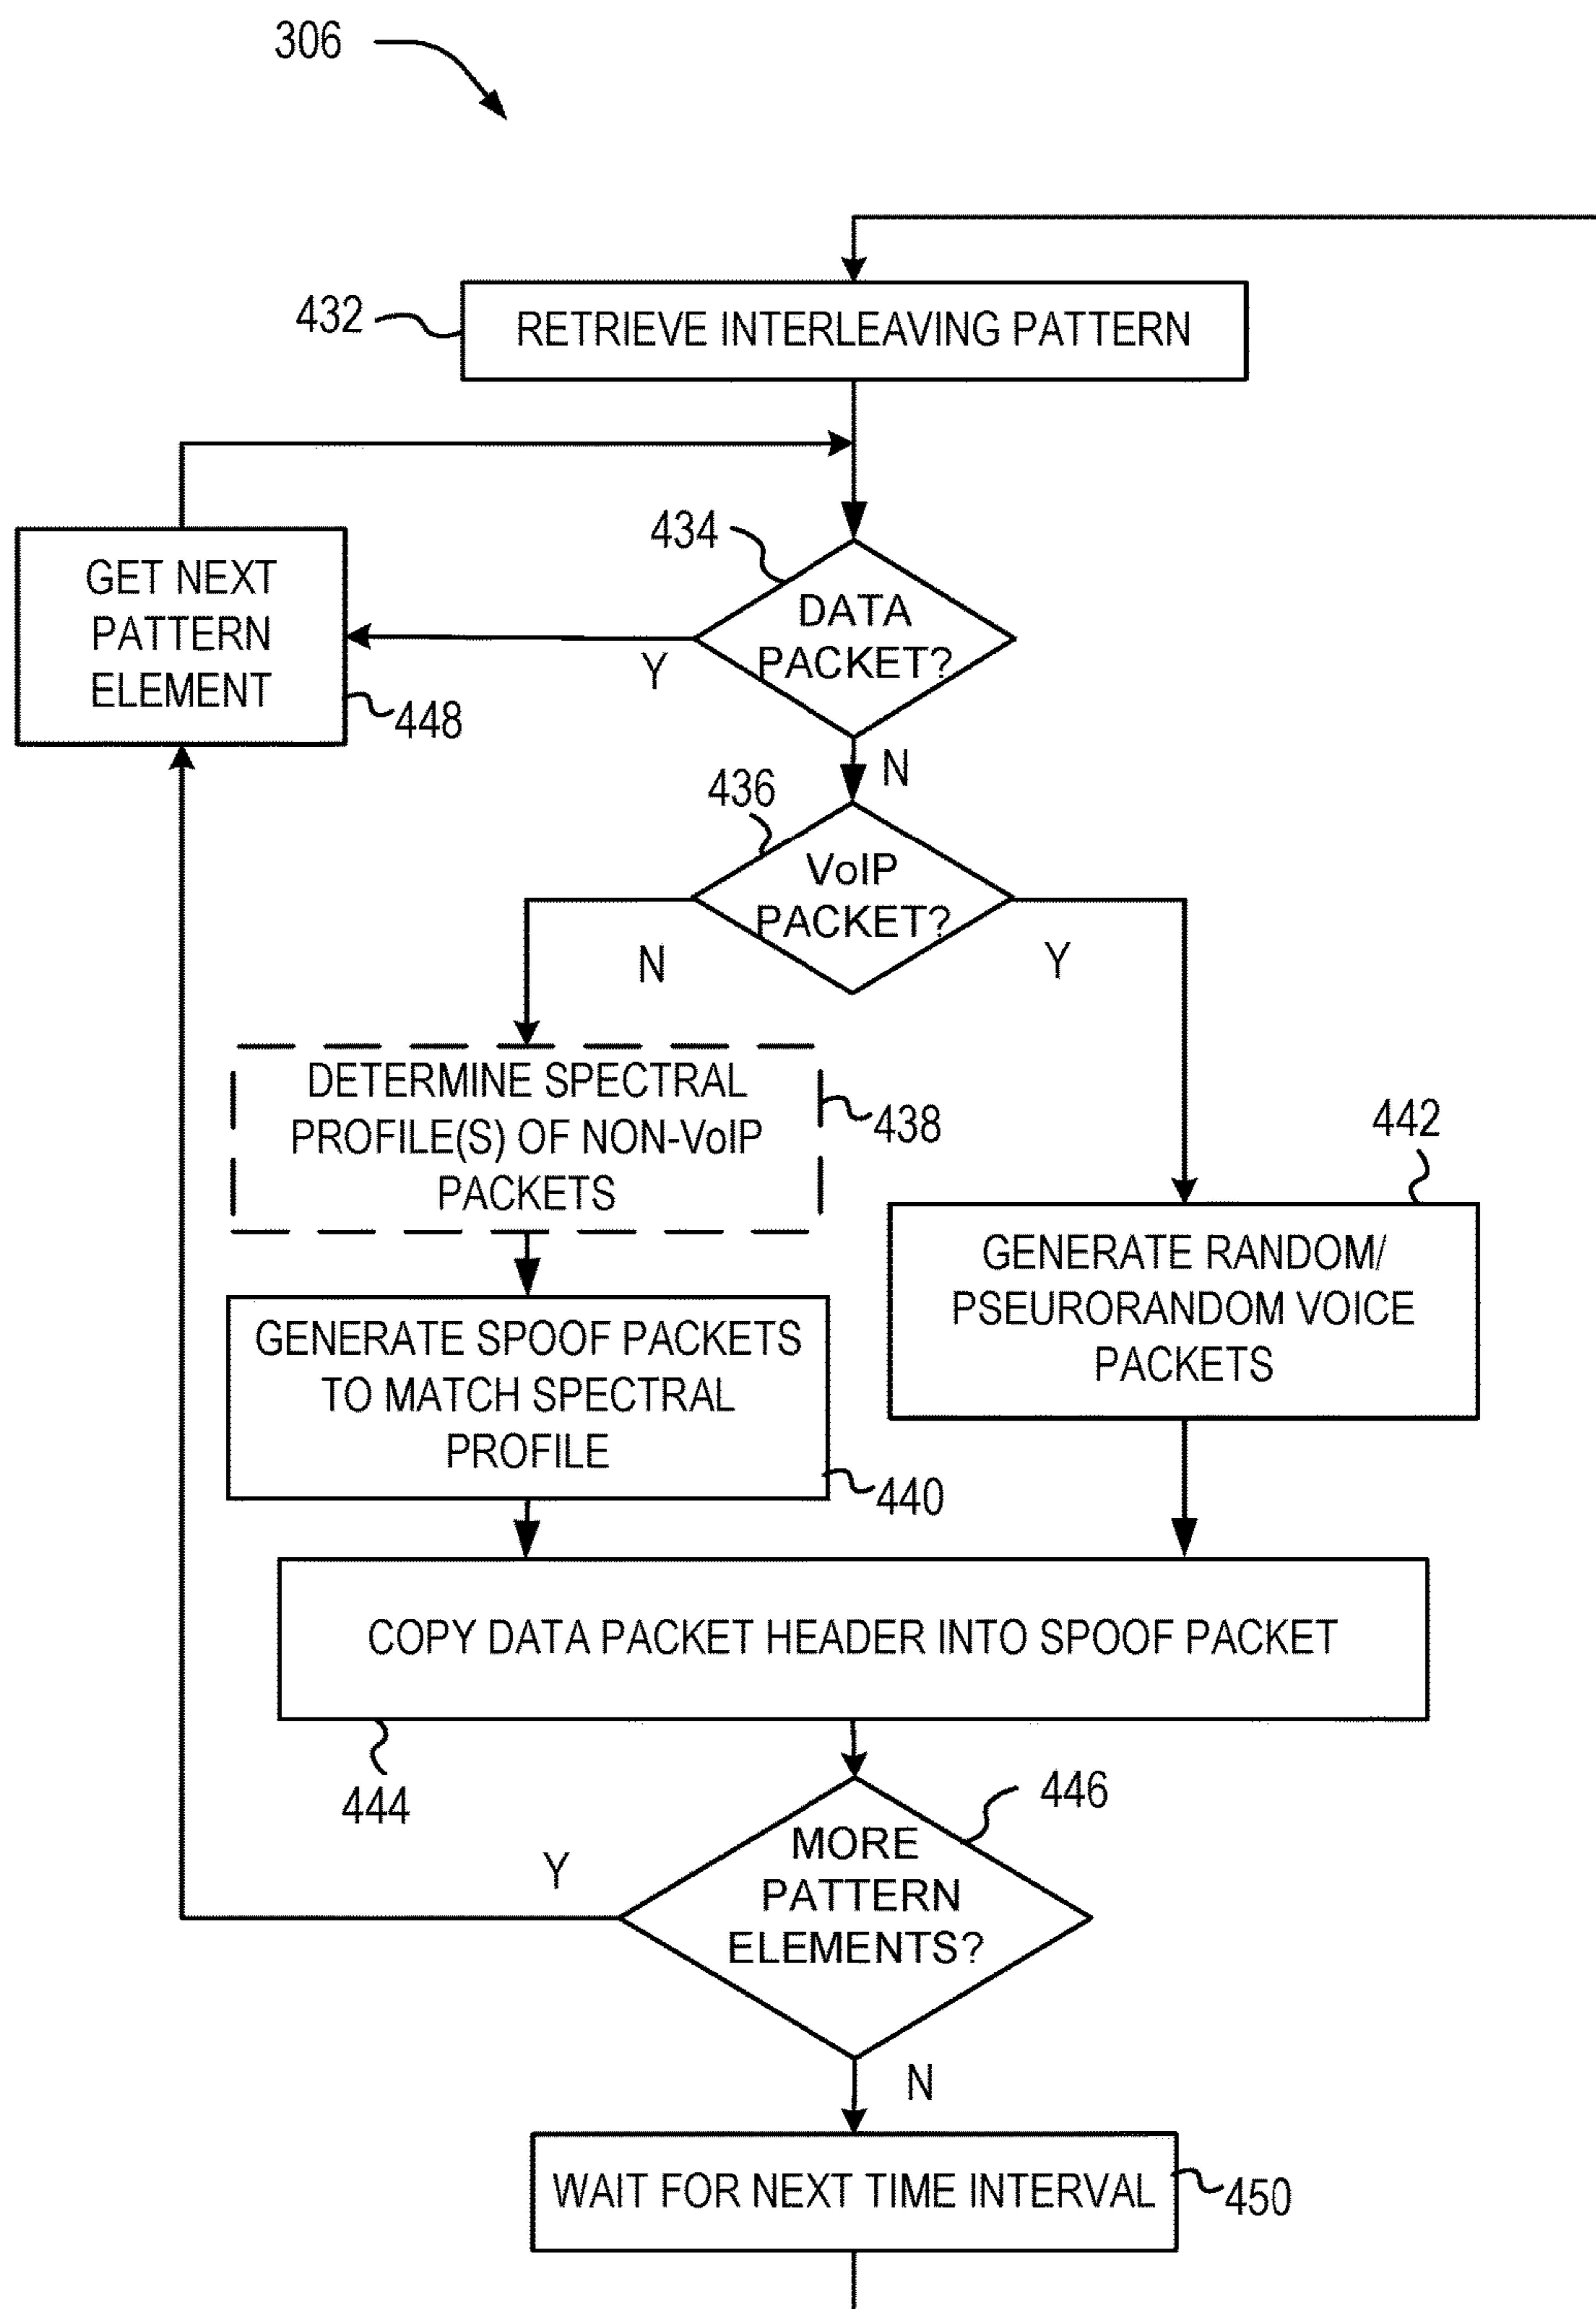 306
432
RETRIEVE INTERLEAVING PATTERN
434
DATA
PACKET?
GET NEXT
PATTERN
ELEMENT
Y
448
N
436
VoIP
PACKET?
N
Y
DETERMINE SPECTRAL
PROFILE(S) OF NON-VoIP
PACKETS
438
442
GENERATE RANDOM/
PSEURORANDOM VOICE
PACKETS
GENERATE SPOOF PACKETS
TO MATCH SPECTRAL
PROFILE
440
COPY DATA PACKET HEADER INTO SPOOF PACKET
444
446
MORE
PATTERN
ELEMENTS?
Y
N
WAIT FOR NEXT TIME INTERVAL
450